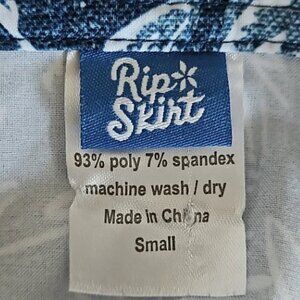 Rip
Skirt
93% poly 7% spandex
machine wash / dry
Made in China
Small